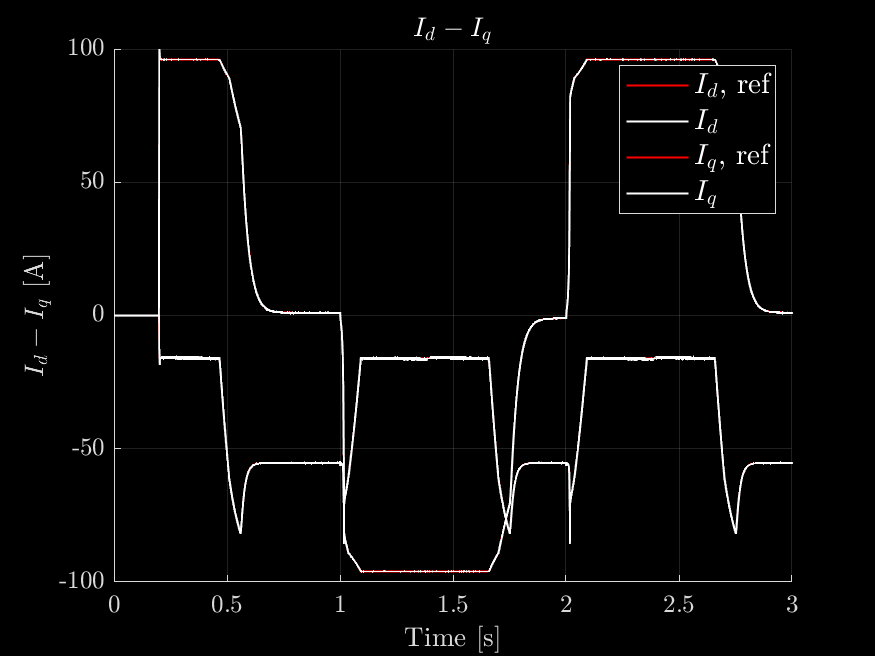 I_d − I_q
100
50
0
-50
-100
I_d − I_q [A]
I_d, ref
I_d
I_q, ref
I_q
0 0.5 1 1.5 2 2.5 3
Time [s]